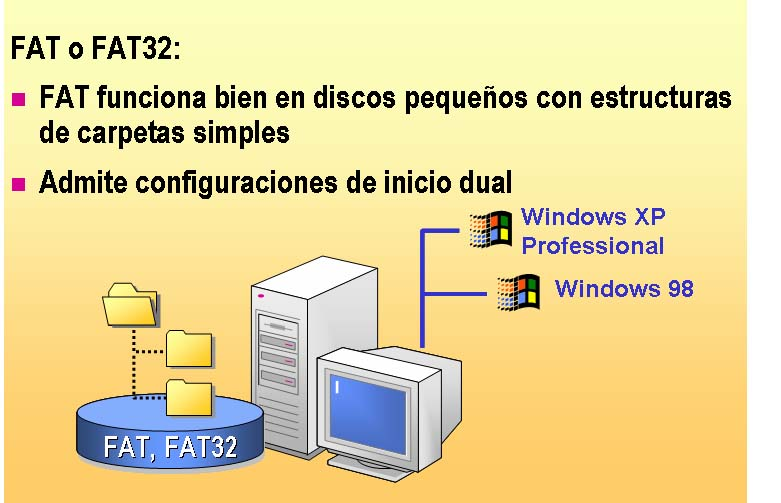 FAT o FAT32:
FAT funciona bien en discos pequeños con estructuras
de carpetas simples
Admite configuraciones de inicio dual
Windows XP
Professional
Windows 98
FAT, FAT32